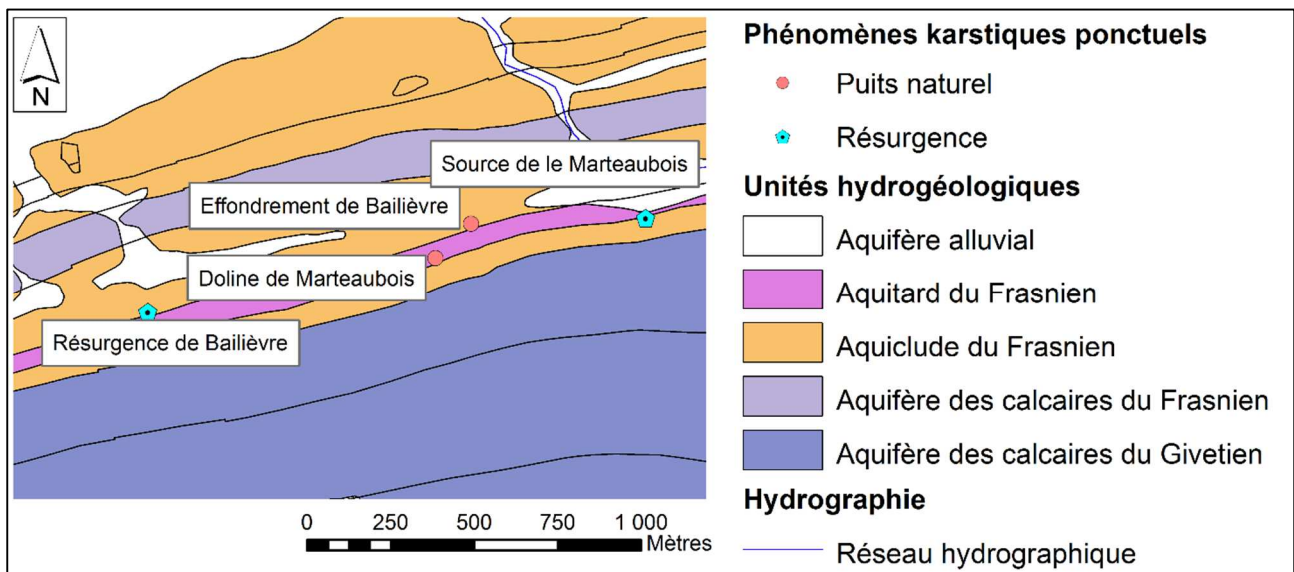 N
Source de le Marteaubois
Effondrement de Bailièvre
Doline de Marteaubois
Résurgence de Bailièvre
0 250 500 750 1 000
Mètres
Phénomènes karstiques ponctuels
Puits naturel
Résurgence
Unités hydrogéologiques
Aquifère alluvial
Aquitard du Frasnien
Aquiclude du Frasnien
Aquifère des calcaires du Frasnien
Aquifère des calcaires du Givetien
Hydrographie
Réseau hydrographique